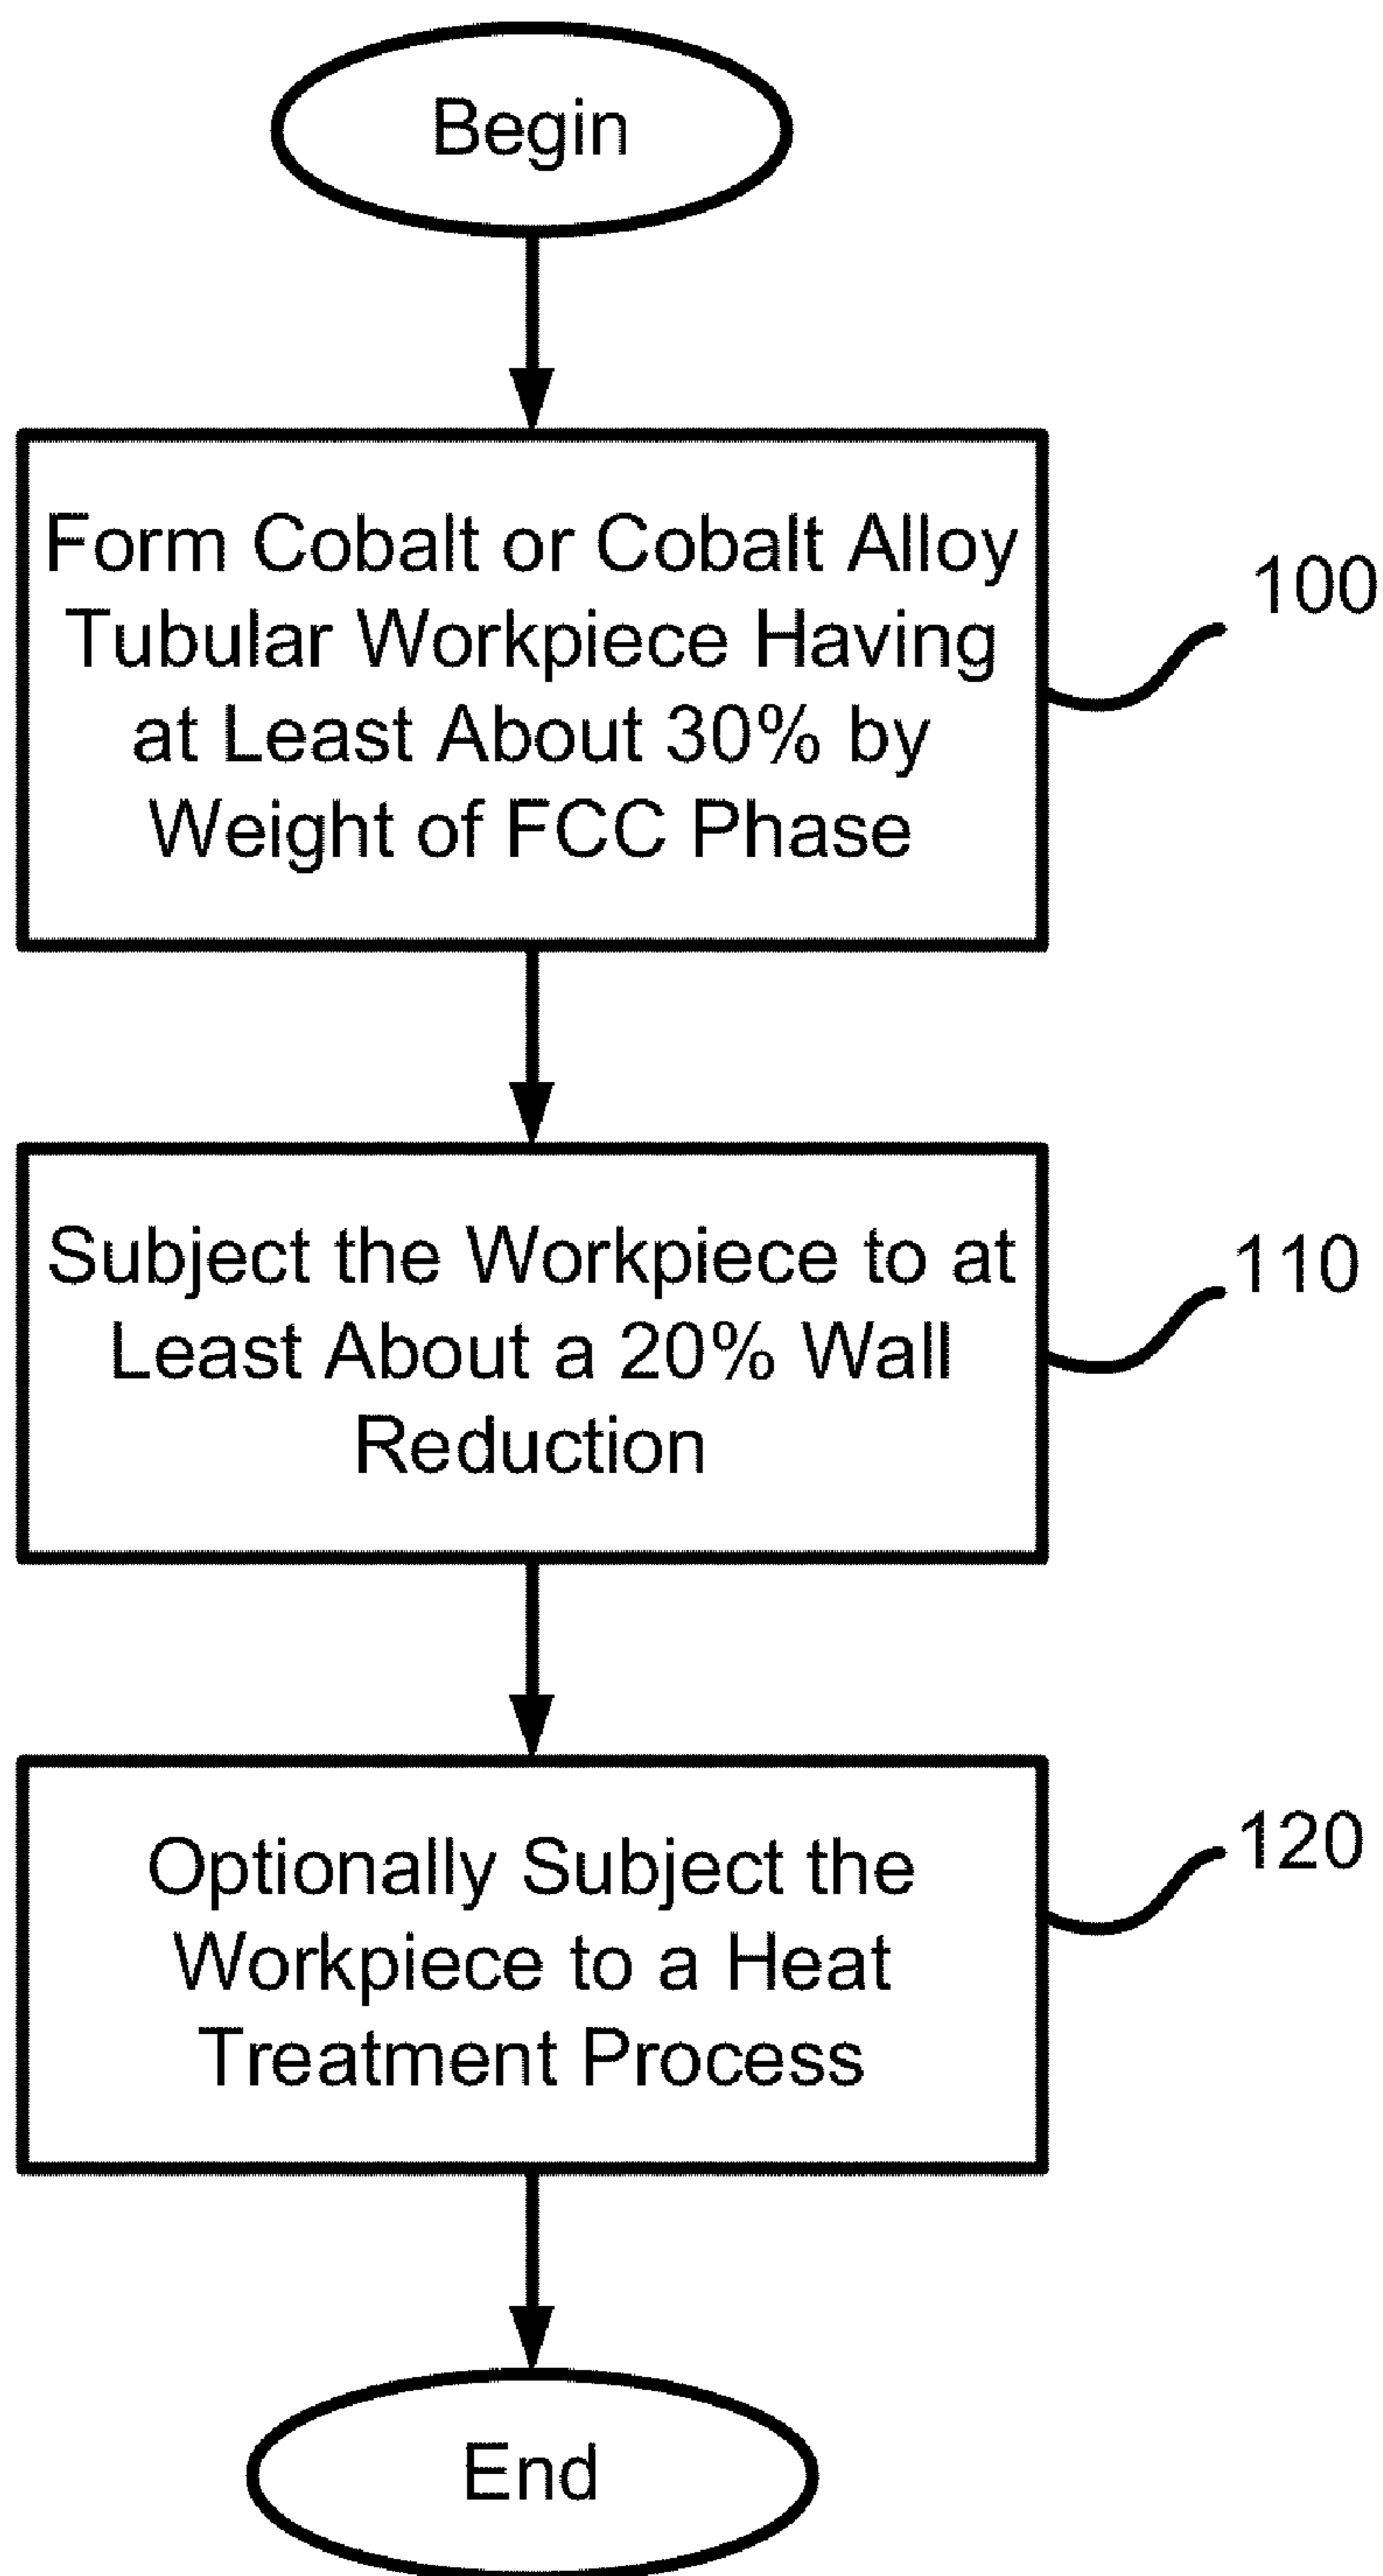 Begin
Form Cobalt or Cobalt Alloy
Tubular Workpiece Having
at Least About 30% by
Weight of FCC Phase
100
Subject the Workpiece to at
Least About a 20% Wall
Reduction
110
Optionally Subject the
Workpiece to a Heat
Treatment Process
120
End